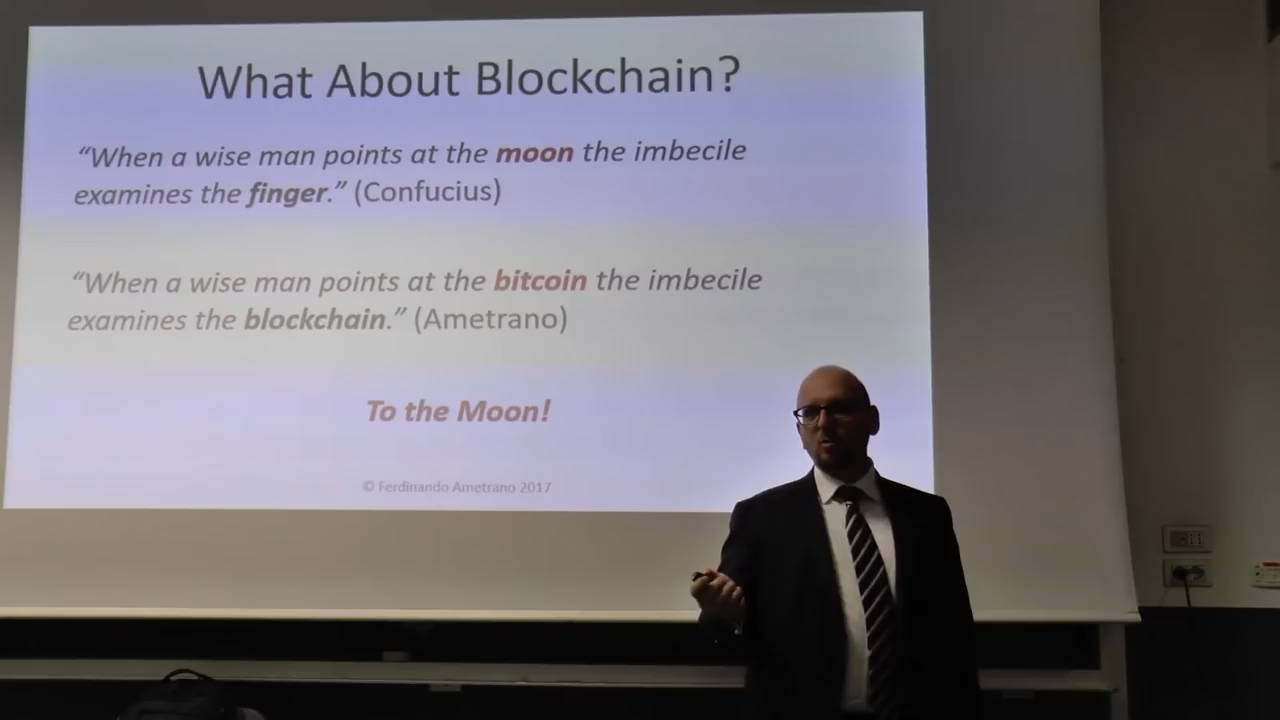 What About Blockchain?
“When a wise man points at the moon the imbecile
examines the finger.” (Confucius)
“When a wise man points at the bitcoin the imbecile
examines the blockchain.” (Ametrano)
To the Moon!
© Ferdinando Ametrano 2017